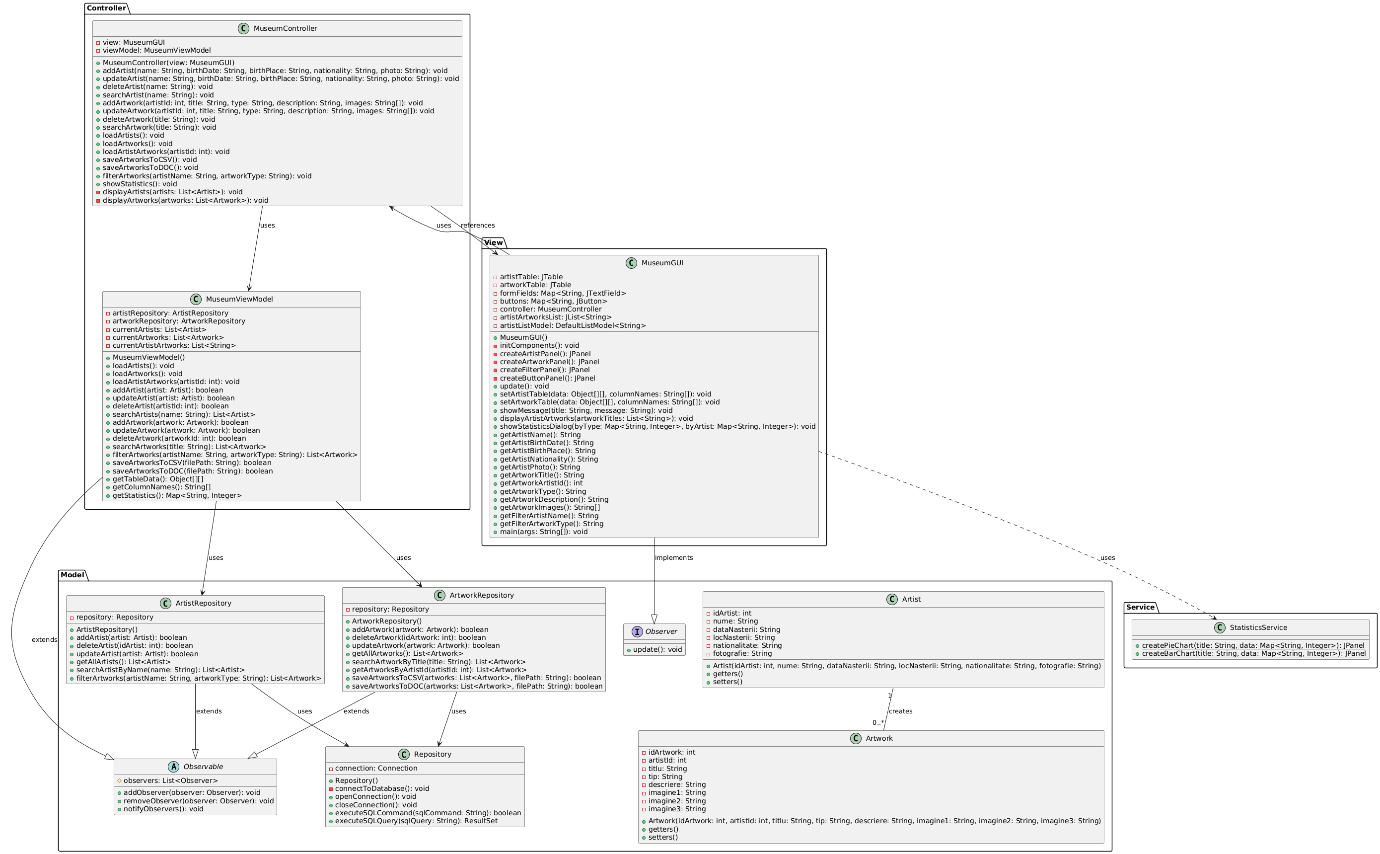 Controller
C MuseumController
view: MuseumGUI
viewModel: MuseumViewModel
MuseumController(view: MuseumGUI)
addArtist(name: String, birthDate: String, birthPlace: String, nationality: String, photo: String): void
updateArtist(name: String, birthDate: String, birthPlace: String, nationality: String, photo: String): void
deleteArtist(name: String): void
searchArtist(name: String): void
addArtwork(artistId: int, title: String, type: String, description: String, images: String[]): void
updateArtwork(artistId: int, title: String, type: String, description: String, images: String[]): void
deleteArtwork(title: String): void
searchArtwork(title: String): void
loadArtists(): void
loadArtworks(): void
loadArtistArtworks(artistId: int): void
saveArtworksToCSV(): void
saveArtworksToDOC(): void
filterArtworks(artistName: String, artworkType: String): void
showStatistics(): void
displayArtists(artists: List<Artist>): void
displayArtworks(artworks: List<Artwork>): void
uses
uses
references
View
C MuseumGUI
artistTable: JTable
artworkTable: JTable
formFields: Map<String, JTextField>
buttons: Map<String, JButton>
controller: MuseumController
artistArtworksList: JList<String>
artistListModel: DefaultListModel<String>
MuseumGUI()
initComponents(): void
createArtistPanel(): JPanel
createArtworkPanel(): JPanel
createFilterPanel(): JPanel
createButtonPanel(): JPanel
update(): void
setArtistTable(data: Object[][], columnNames: String[]): void
setArtworkTable(data: Object[][], columnNames: String[]): void
showMessage(title: String, message: String): void
displayArtistArtworks(artworkTitles: List<String>): void
showStatisticsDialog(byType: Map<String, Integer>, byArtist: Map<String, Integer>): void
getArtistName(): String
getArtistBirthDate(): String
getArtistBirthPlace(): String
getArtistNationality(): String
getArtistPhoto(): String
getArtworkTitle(): String
getArtworkArtistId(): int
getArtworkType(): String
getArtworkDescription(): String
getArtworkImages(): String[]
getFilterArtistName(): String
getFilterArtworkType(): String
main(args: String[]): void
C MuseumViewModel
artistRepository: ArtistRepository
artworkRepository: ArtworkRepository
currentArtists: List<Artist>
currentArtworks: List<Artwork>
currentArtistArtworks: List<String>
MuseumViewModel()
loadArtists(): void
loadArtworks(): void
loadArtistArtworks(artistId: int): void
addArtist(artist: Artist): boolean
updateArtist(artist: Artist): boolean
deleteArtist(artistId: int): boolean
searchArtists(name: String): List<Artist>
addArtwork(artwork: Artwork): boolean
updateArtwork(artwork: Artwork): boolean
deleteArtwork(artworkId: int): boolean
searchArtworks(title: String): List<Artwork>
filterArtworks(artistName: String, artworkType: String): List<Artwork>
saveArtworksToCSV(filePath: String): boolean
saveArtworksToDOC(filePath: String): boolean
getTableData(): Object[][]
getColumnNames(): String[]
getStatistics(): Map<String, Integer>
uses
uses
implements
uses
Model
C ArtistRepository
repository: Repository
ArtistRepository()
addArtist(artist: Artist): boolean
deleteArtist(idArtist: int): boolean
updateArtist(artist: Artist): boolean
getAllArtists(): List<Artist>
searchArtistByName(name: String): List<Artist>
filterArtworks(artistName: String, artworkType: String): List<Artwork>
C ArtworkRepository
repository: Repository
ArtworkRepository()
addArtwork(artwork: Artwork): boolean
deleteArtwork(idArtwork: int): boolean
updateArtwork(artwork: Artwork): boolean
getAllArtworks(): List<Artwork>
searchArtworkByTitle(title: String): List<Artwork>
getArtworksByArtistId(artistId: int): List<Artwork>
saveArtworksToCSV(artworks: List<Artwork>, filePath: String): boolean
saveArtworksToDOC(artworks: List<Artwork>, filePath: String): boolean
I Observer
update(): void
C Artist
idArtist: int
nume: String
dataNasterii: String
locNasterii: String
nationalitate: String
fotografie: String
Artist(idArtist: int, nume: String, dataNasterii: String, locNasterii: String, nationalitate: String, fotografie: String)
getters()
setters()
Service
C StatisticsService
createPieChart(title: String, data: Map<String, Integer>): JPanel
createBarChart(title: String, data: Map<String, Integer>): JPanel
extends
extends
uses
extends
uses
1
creates
0..*
A Observable
observers: List<Observer>
addObserver(observer: Observer): void
removeObserver(observer: Observer): void
notifyObservers(): void
C Repository
connection: Connection
Repository()
connectToDatabase(): void
openConnection(): void
closeConnection(): void
executeSQLCommand(sqlCommand: String): boolean
executeSQLQuery(sqlQuery: String): ResultSet
C Artwork
idArtwork: int
artistId: int
titlu: String
tip: String
descriere: String
imagine1: String
imagine2: String
imagine3: String
Artwork(idArtwork: int, artistId: int, titlu: String, tip: String, descriere: String, imagine1: String, imagine2: String, imagine3: String)
getters()
setters()